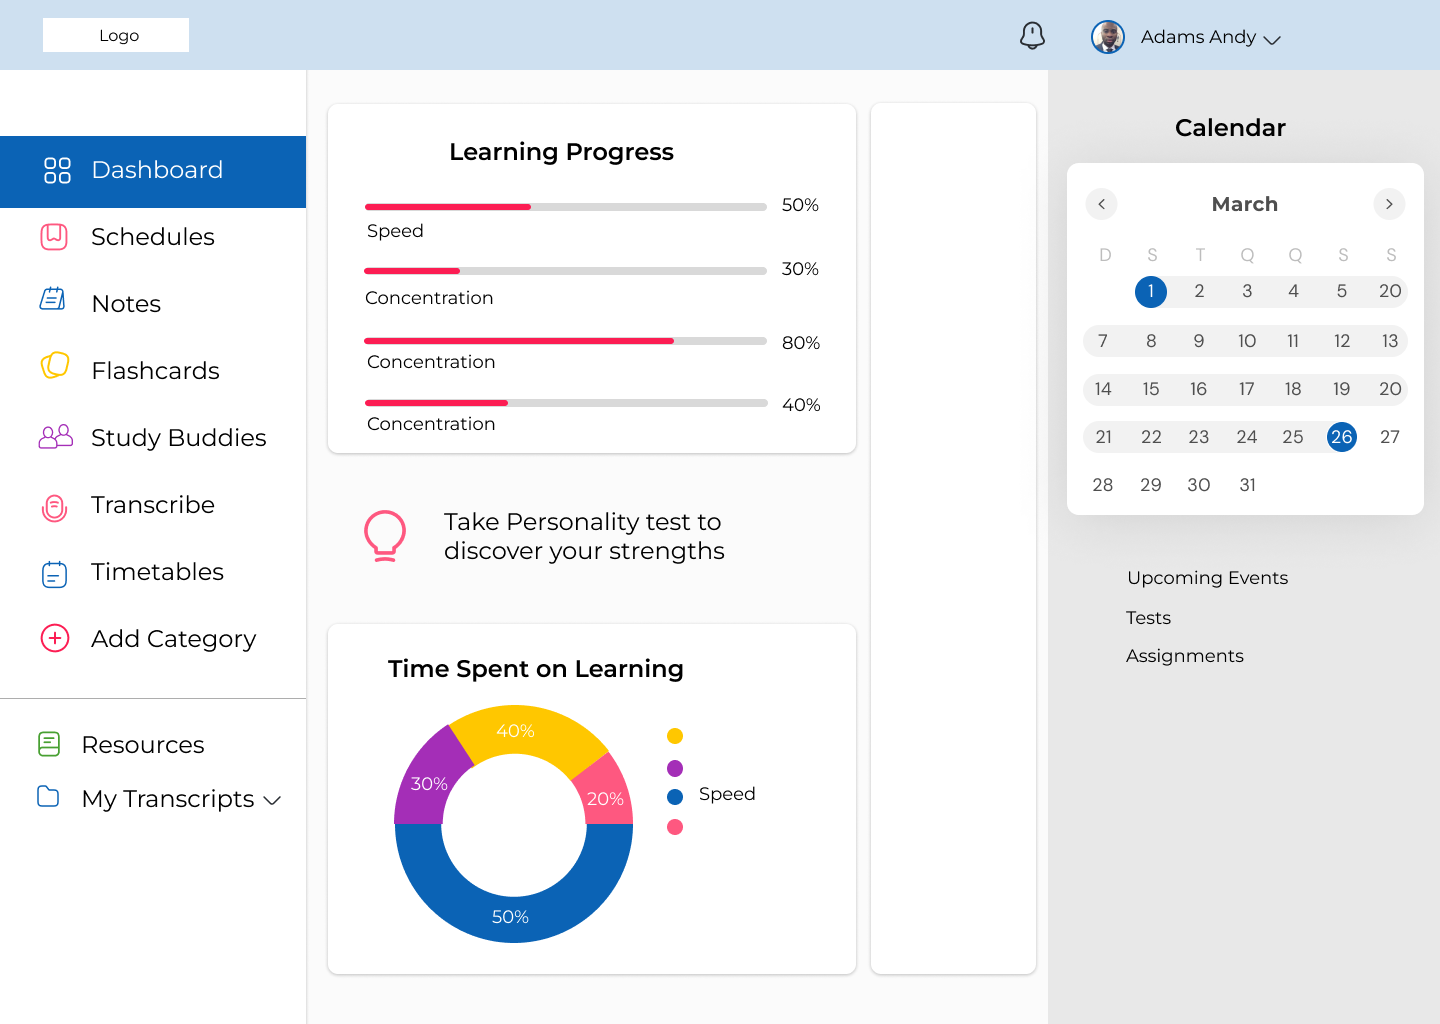 Logo
Adams Andy
Dashboard
Schedules
Notes
Flashcards
Study Buddies
Transcribe
Timetables
Add Category
Resources
My Transcripts
Learning Progress
50%
Speed
30%
Concentration
80%
Concentration
40%
Concentration
Take Personality test to
discover your strengths
Time Spent on Learning
40%
30%
20%
50%
Speed
Calendar
March
D S T Q Q S S
1 2 3 4 5 20
7 8 9 10 11 12 13
14 15 16 17 18 19 20
21 22 23 24 25 26 27
28 29 30 31
Upcoming Events
Tests
Assignments